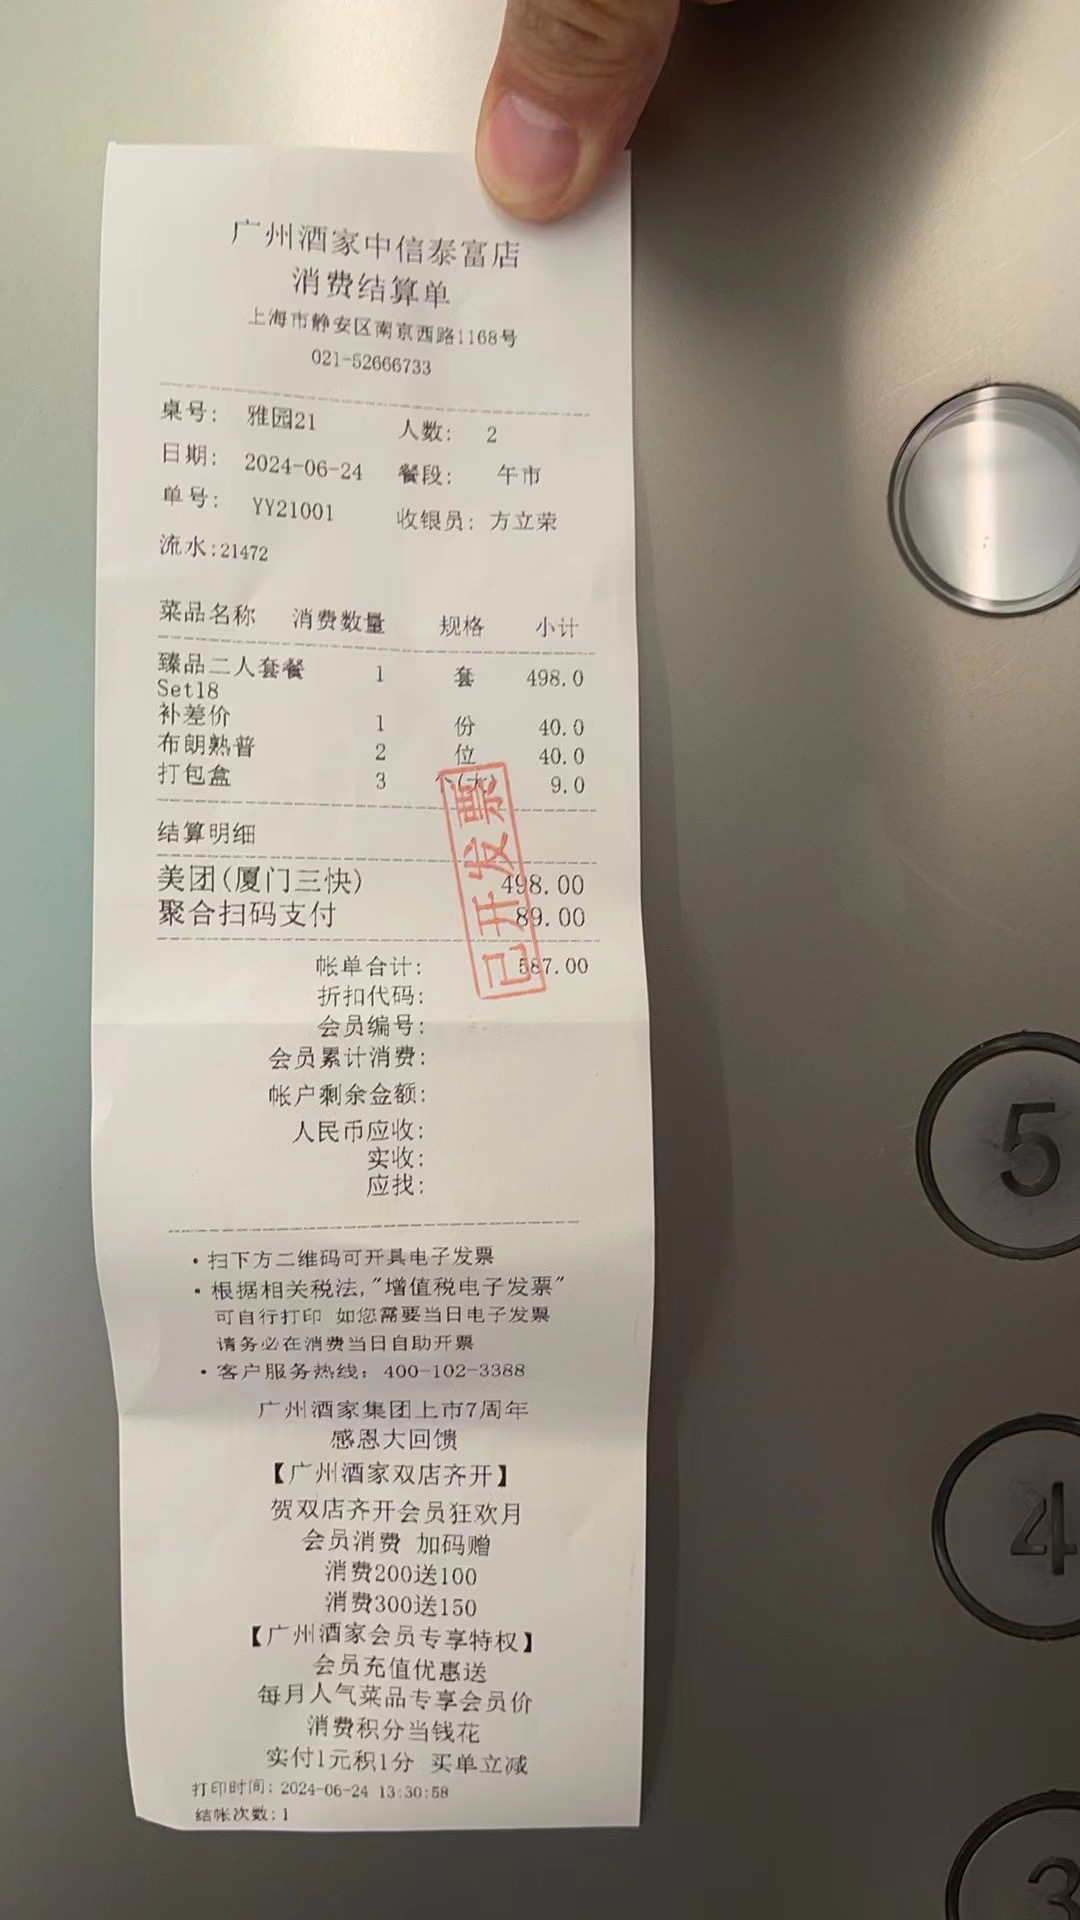 广州酒家中信泰富店
消费结算单
上海市静安区南京西路1168号
021-52666733
桌号: 雅园21 人数: 2
日期: 2024-06-24 餐段: 午市
单号: YY21001 收银员: 方立荣
流水:21472
菜品名称 消费数量 规格 小计
臻品二人套餐 1 套 498.0
Set18
补差价 1 份 40.0
布朗熟普 2 位 40.0
打包盒 3 个(大) 9.0
结算明细
美团(厦门三快) 498.00
聚合扫码支付 89.00
已开发票
帐单合计: 587.00
折扣代码:
会员编号:
会员累计消费:
帐户剩余金额:
人民币应收:
实收:
应找:
·扫下方二维码可开具电子发票
·根据相关税法,"增值税电子发票"
可自行打印 如您需要当日电子发票
请务必在消费当日自助开票
·客户服务热线: 400-102-3388
广州酒家集团上市7周年
感恩大回馈
【广州酒家双店齐开】
贺双店齐开会员狂欢月
会员消费 加码赠
消费200送100
消费300送150
【广州酒家会员专享特权】
会员充值优惠送
每月人气菜品专享会员价
消费积分当钱花
实付1元积1分 买单立减
打印时间: 2024-06-24 13:30:58
结帐次数:1
5
4
3